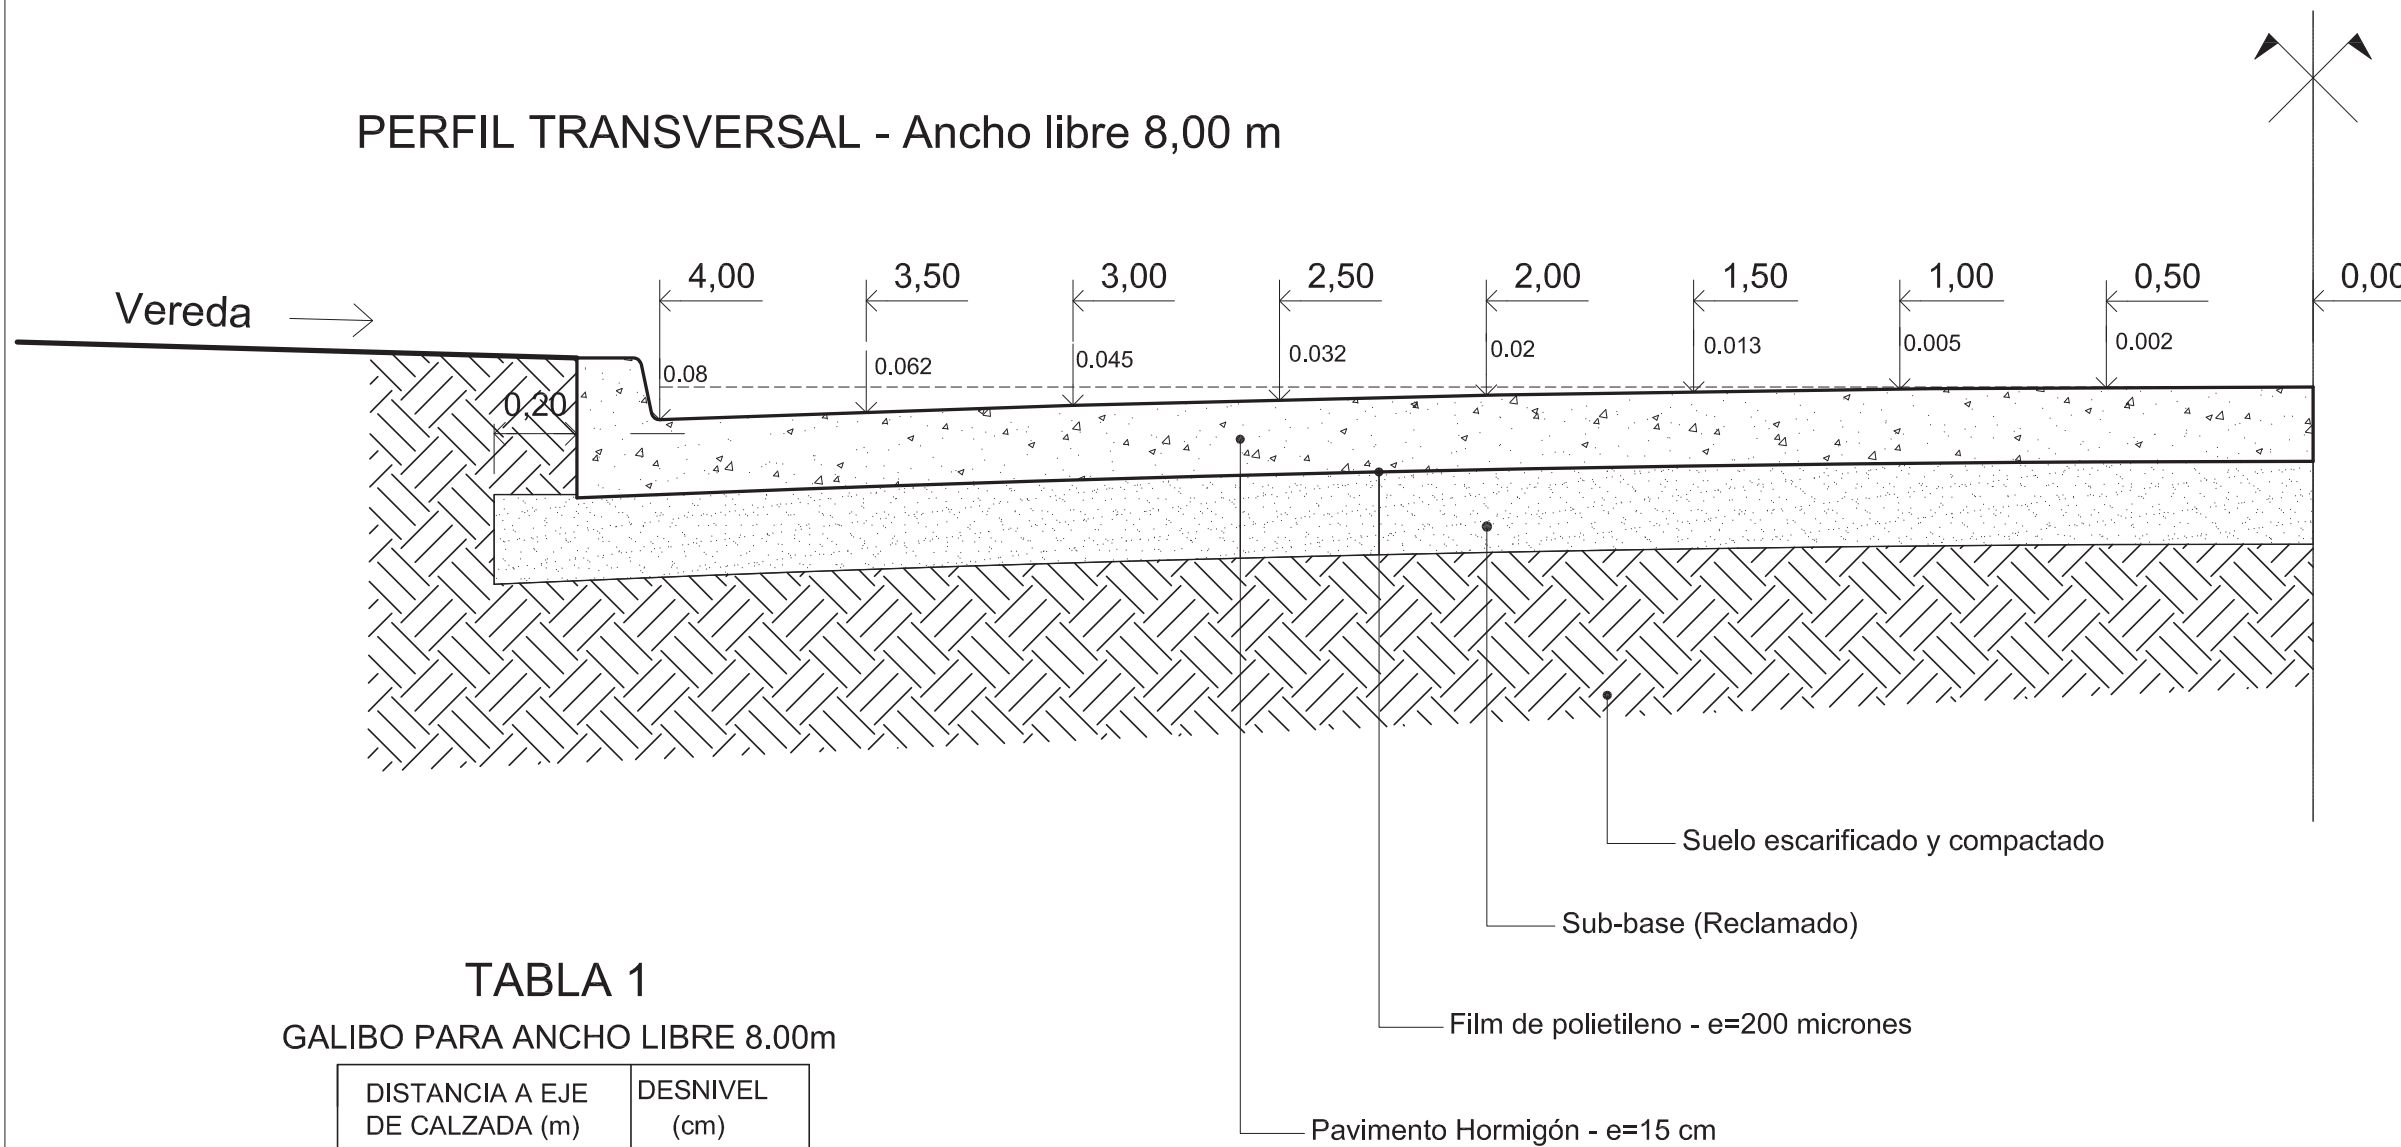 PERFIL TRANSVERSAL - Ancho libre 8,00 m
4,00 3,50 3,00 2,50 2,00 1,50 1,00 0,50 0,00
Vereda
0.08 0.062 0.045 0.032 0.02 0.013 0.005 0.002
0,20
Suelo escarificado y compactado
Sub-base (Reclamado)
Film de polietileno - e=200 micrones
Pavimento Hormigón - e=15 cm
TABLA 1
GALIBO PARA ANCHO LIBRE 8.00m
DISTANCIA A EJE
DE CALZADA (m)
DESNIVEL
(cm)